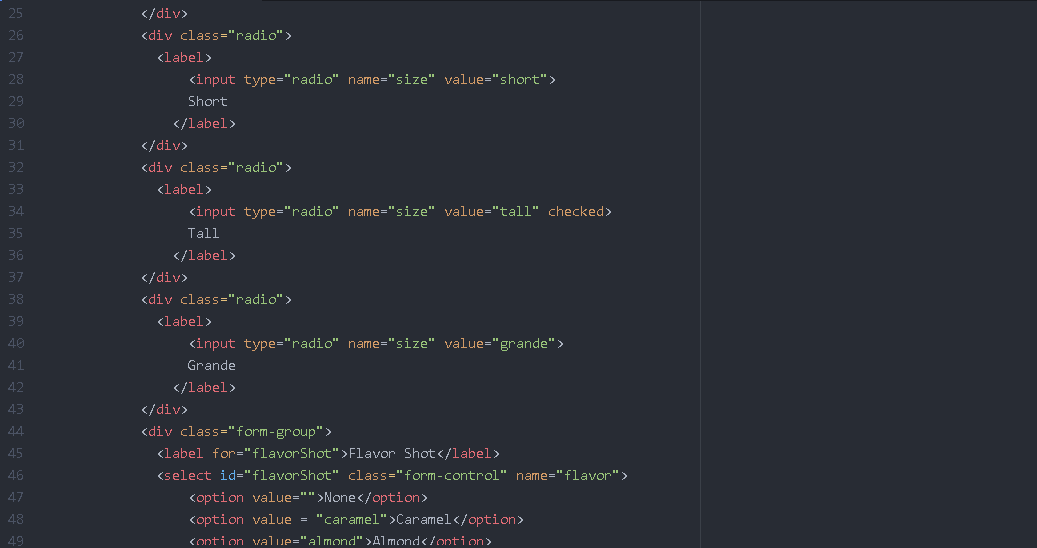 25 </div>
26 <div class="radio">
27 <label>
28 <input type="radio" name="size" value="short">
29 Short
30 </label>
31 </div>
32 <div class="radio">
33 <label>
34 <input type="radio" name="size" value="tall" checked>
35 Tall
36 </label>
37 </div>
38 <div class="radio">
39 <label>
40 <input type="radio" name="size" value="grande">
41 Grande
42 </label>
43 </div>
44 <div class="form-group">
45 <label for="flavorShot">Flavor Shot</label>
46 <select id="flavorShot" class="form-control" name="flavor">
47 <option value="">None</option>
48 <option value = "caramel">Caramel</option>
49 <option value="almond">Almond</option>